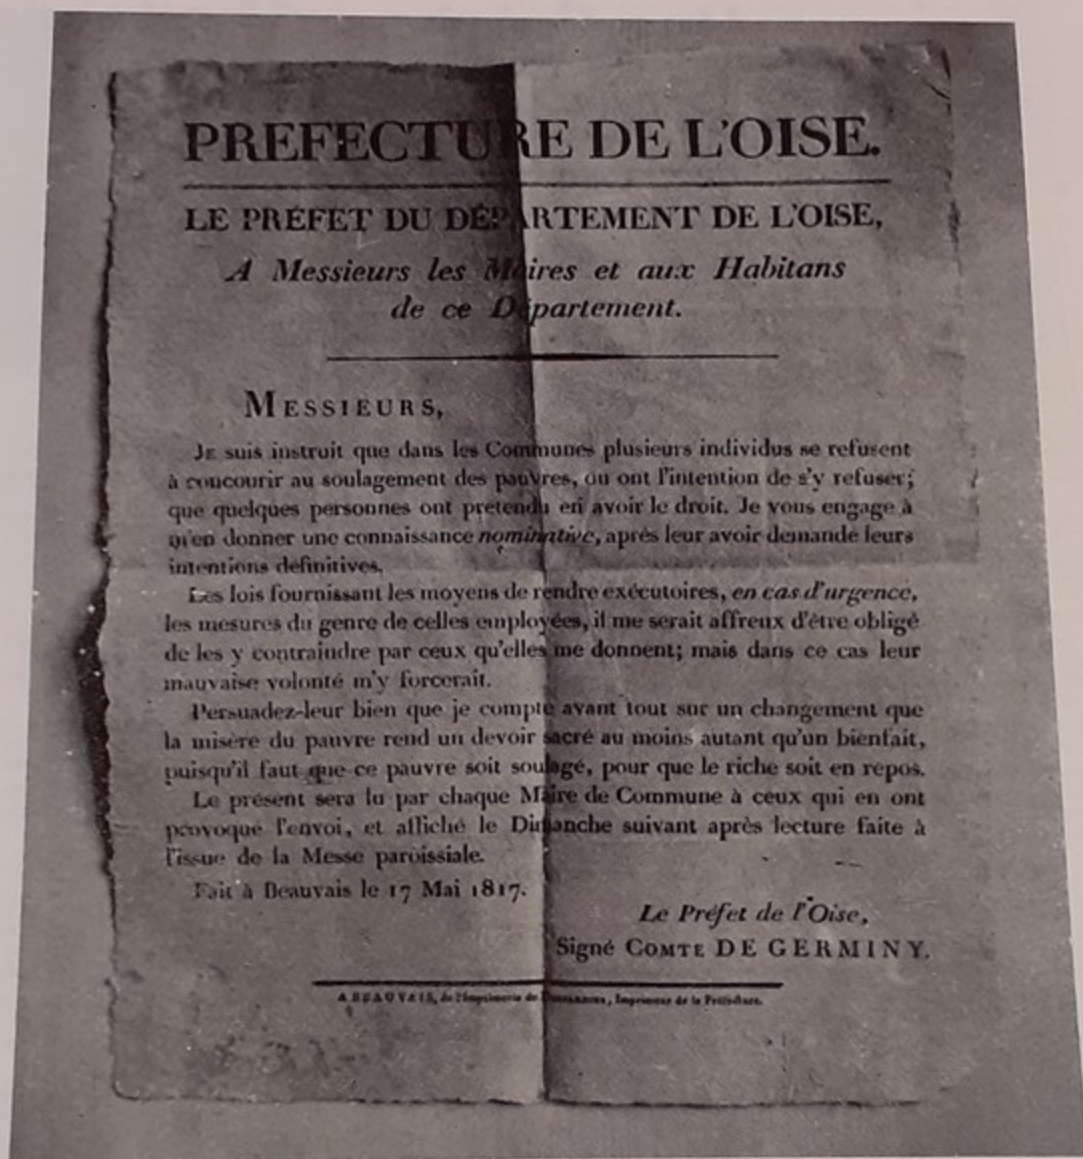 PREFECTURE DE L'OISE.
LE PRÉFET DU DÉPARTEMENT DE L'OISE,
A Messieurs les Maires et aux Habitans
de ce Département.
MESSIEURS,
JE suis instruit que dans les Communes plusieurs individus se refusent
à concourir au soulagement des pauvres, ou ont l'intention de s'y refuser;
que quelques personnes ont prétendu en avoir le droit. Je vous engage à
m'en donner une connaissance nominative, après leur avoir demandé leurs
intentions définitives.
Les lois fournissant les moyens de rendre exécutoires, en cas d'urgence,
les mesures du genre de celles employées, il me serait affreux d'être obligé
de les y contraindre par ceux qu'elles me donnent; mais dans ce cas leur
mauvaise volonté m'y forcerait.
Persuadez-leur bien que je compte avant tout sur un changement que
la misère du pauvre rend un devoir sacré au moins autant qu'un bienfait,
puisqu'il faut que ce pauvre soit soulagé, pour que le riche soit en repos.
Le présent sera lu par chaque Maire de Commune à ceux qui en ont
provoqué l'envoi, et affiché le Dimanche suivant après lecture faite à
l'issue de la Messe paroissiale.
Fait à Beauvais le 17 Mai 1817.
Le Préfet de l'Oise,
Signé COMTE DE GERMINY.
A BEAUVAIS, de l'Imprimerie de Imprimeur de la Préfecture.